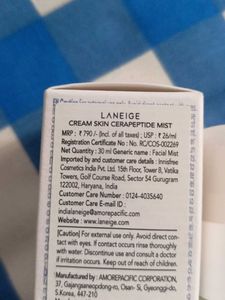 LANEIGE
CREAM SKIN CERAPEPTIDE MIST
MRP : ₹ 790 /- (Incl. of all taxes) ; USP : ₹ 26/ml
Registration Certificate No : No. RC/COS-002269
Net Quantity : 30 ml Generic name : Facial Mist
Imported by and customer care details : Innisfree
Cosmetics India Pvt. Ltd. 15th Floor, Tower B, Vatika
Towers, Golf Course Road, Sector 54 Gurugram
122002, Haryana, India
Customer Care Number : 0124-4035640
Customer Care E-mail ID :
indialaneige@amorepacific.com
Website : www.laneige.com
[Caution] For external use only. Avoid direct con-
tact with eyes. If contact occurs rinse thoroughly
with water. Discontinue use and consult a doctor
if irritation occurs. Keep out of reach of children.
Manufactured by : AMOREPACIFIC CORPORATION,
37, Gajangsaneopdong-ro, Osan- Si, Gyeonggi-do,
S.Korea, 447-210